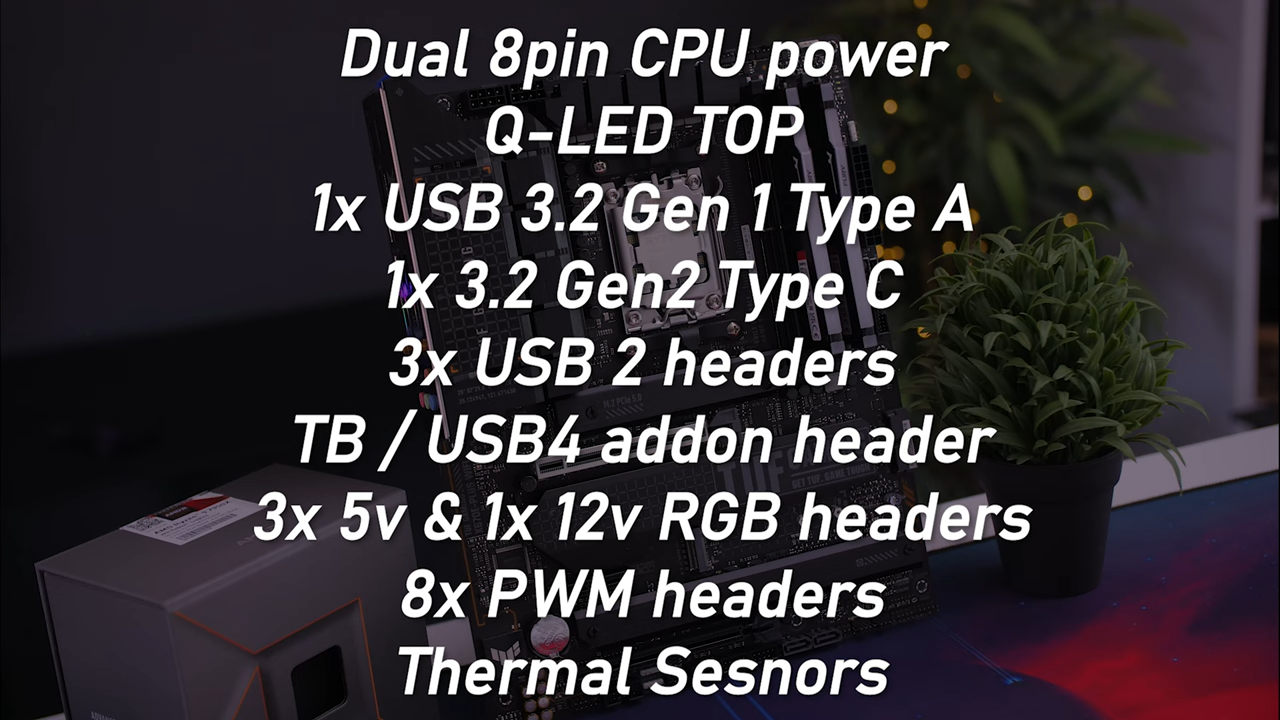 Dual 8pin CPU power
Q-LED TOP
1x USB 3.2 Gen 1 Type A
1x 3.2 Gen2 Type C
3x USB 2 headers
TB / USB4 addon header
3x 5v & 1x 12v RGB headers
8x PWM headers
Thermal Sesnors